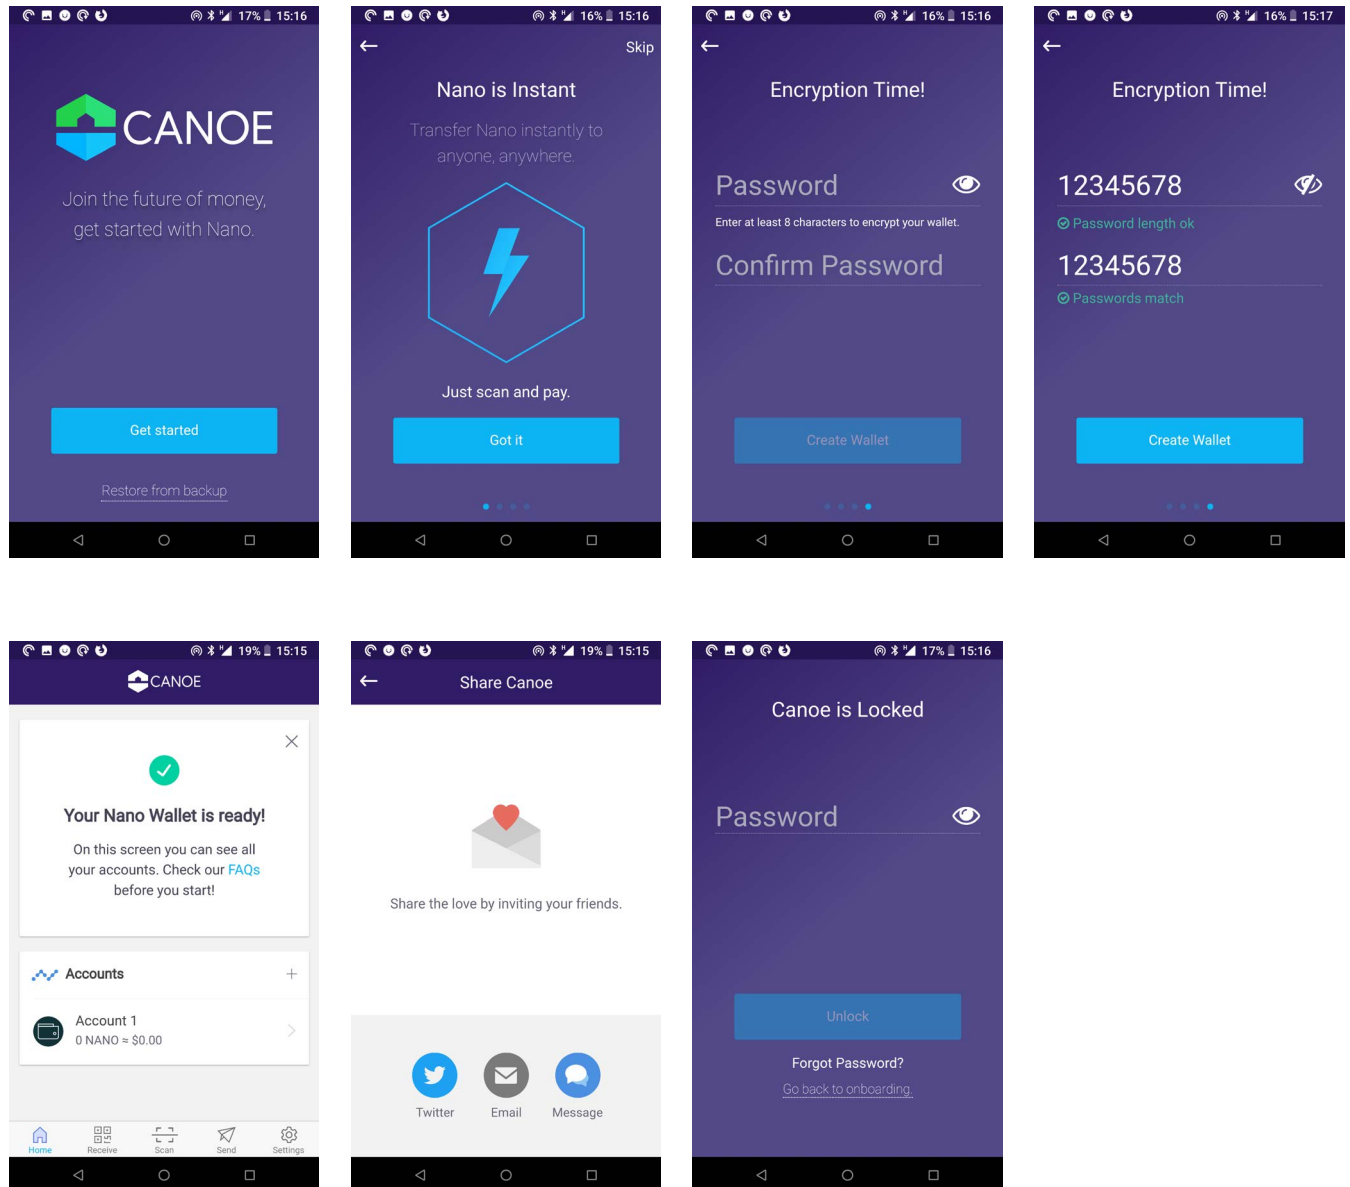 17% 15:16
CANOE
Join the future of money,
get started with Nano.
Get started
Restore from backup
16% 15:16
Skip
Nano is Instant
Transfer Nano instantly to
anyone, anywhere.
Just scan and pay.
Got it
16% 15:16
Encryption Time!
Password
Enter at least 8 characters to encrypt your wallet.
Confirm Password
Create Wallet
16% 15:17
Encryption Time!
12345678
Password length ok
12345678
Passwords match
Create Wallet
19% 15:15
CANOE
Your Nano Wallet is ready!
On this screen you can see all
your accounts. Check our FAQs
before you start!
Accounts
Account 1
0 NANO ≈ $0.00
Home Receive Scan Send Settings
19% 15:15
Share Canoe
Share the love by inviting your friends.
Twitter Email Message
17% 15:16
Canoe is Locked
Password
Unlock
Forgot Password?
Go back to onboarding.